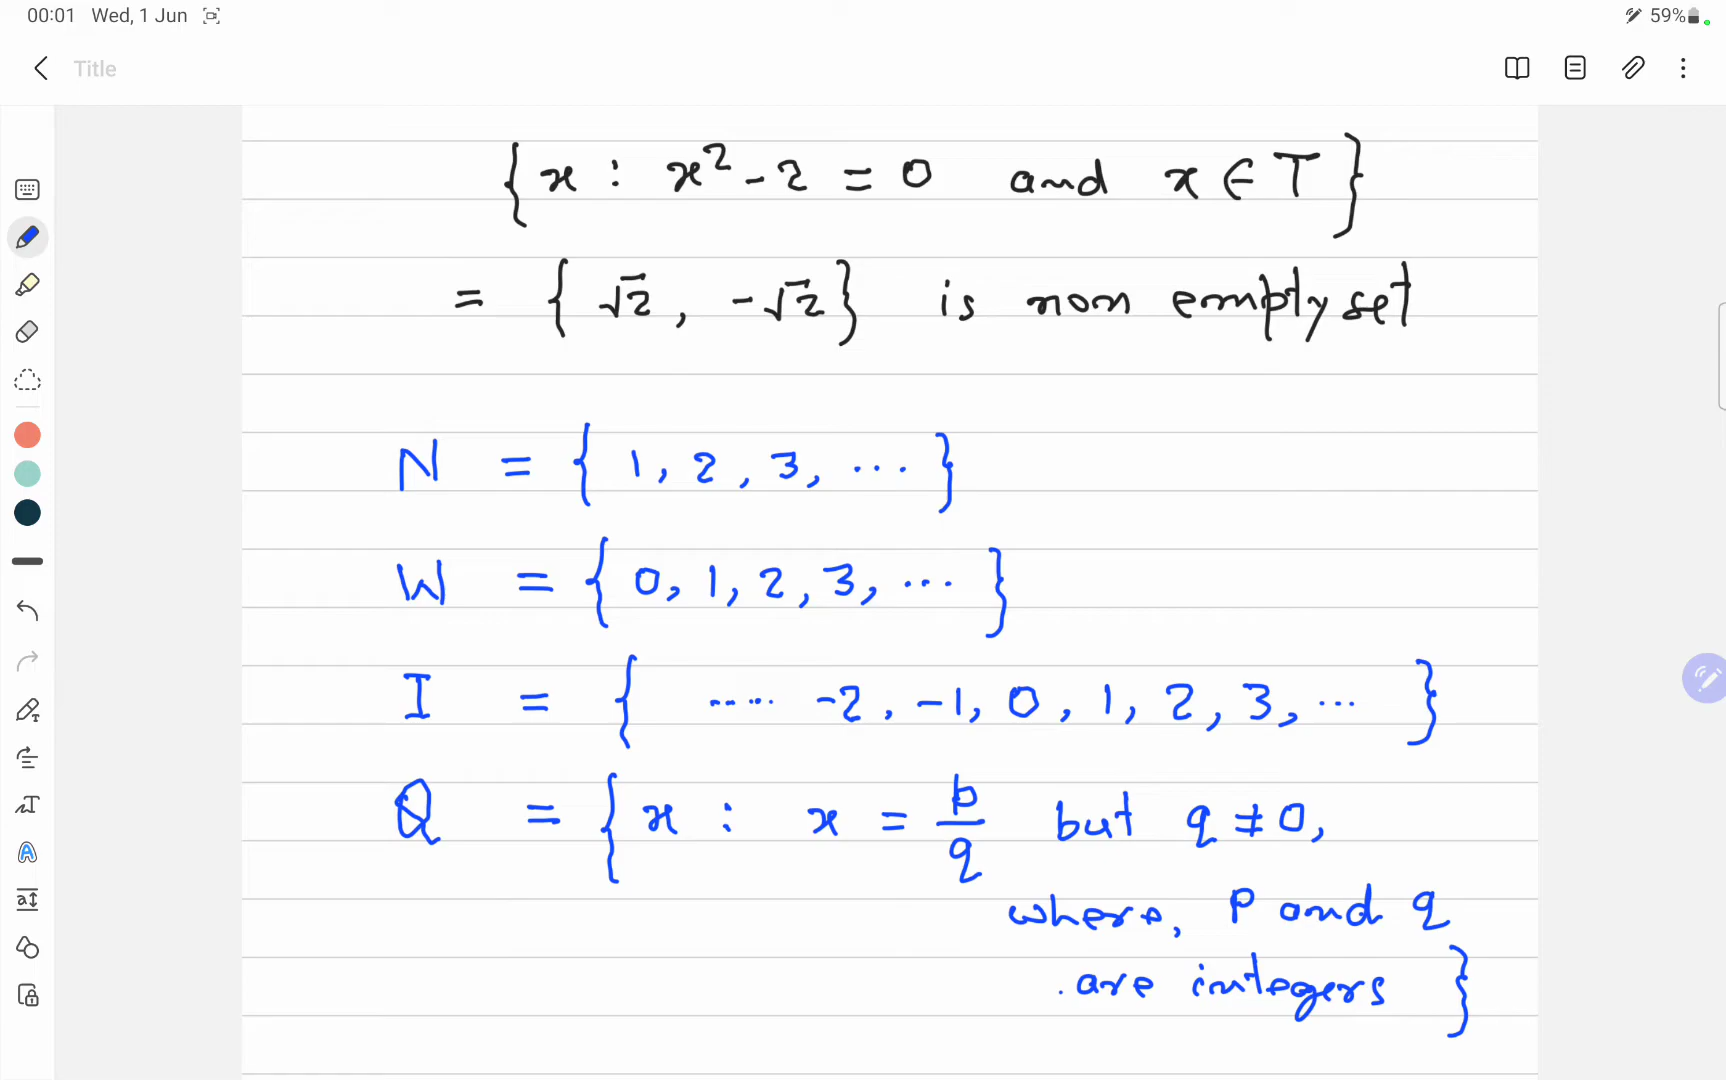 00:01 Wed, 1 Jun 59%
Title
{x : x² - 2 = 0 and x ∈ T}
= {√2, -√2} is non empty set
N = {1, 2, 3, ...}
W = {0, 1, 2, 3, ...}
I = {..... -2, -1, 0, 1, 2, 3, ...}
Q = {x : x = p/q but q ≠ 0,
where, P and q
are integers}